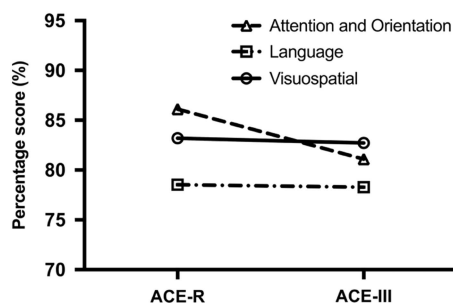 95
90
85
80
75
70
Percentage score (%)
Attention and Orientation
Language
Visuospatial
ACE-R
ACE-III